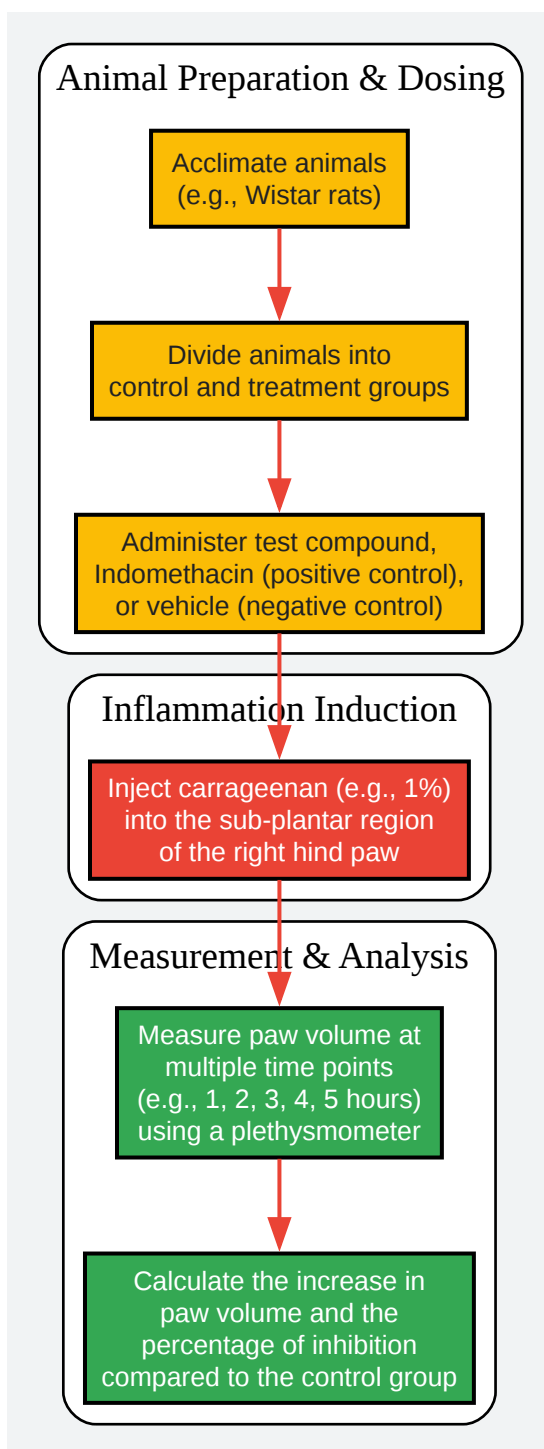 Animal Preparation & Dosing
Acclimate animals
(e.g., Wistar rats)
Divide animals into
control and treatment groups
Administer test compound,
Indomethacin (positive control),
or vehicle (negative control)
Inflammation Induction
Inject carrageenan (e.g., 1%)
into the sub-plantar region
of the right hind paw
Measurement & Analysis
Measure paw volume at
multiple time points
(e.g., 1, 2, 3, 4, 5 hours)
using a plethysmometer
Calculate the increase in
paw volume and the
percentage of inhibition
compared to the control group